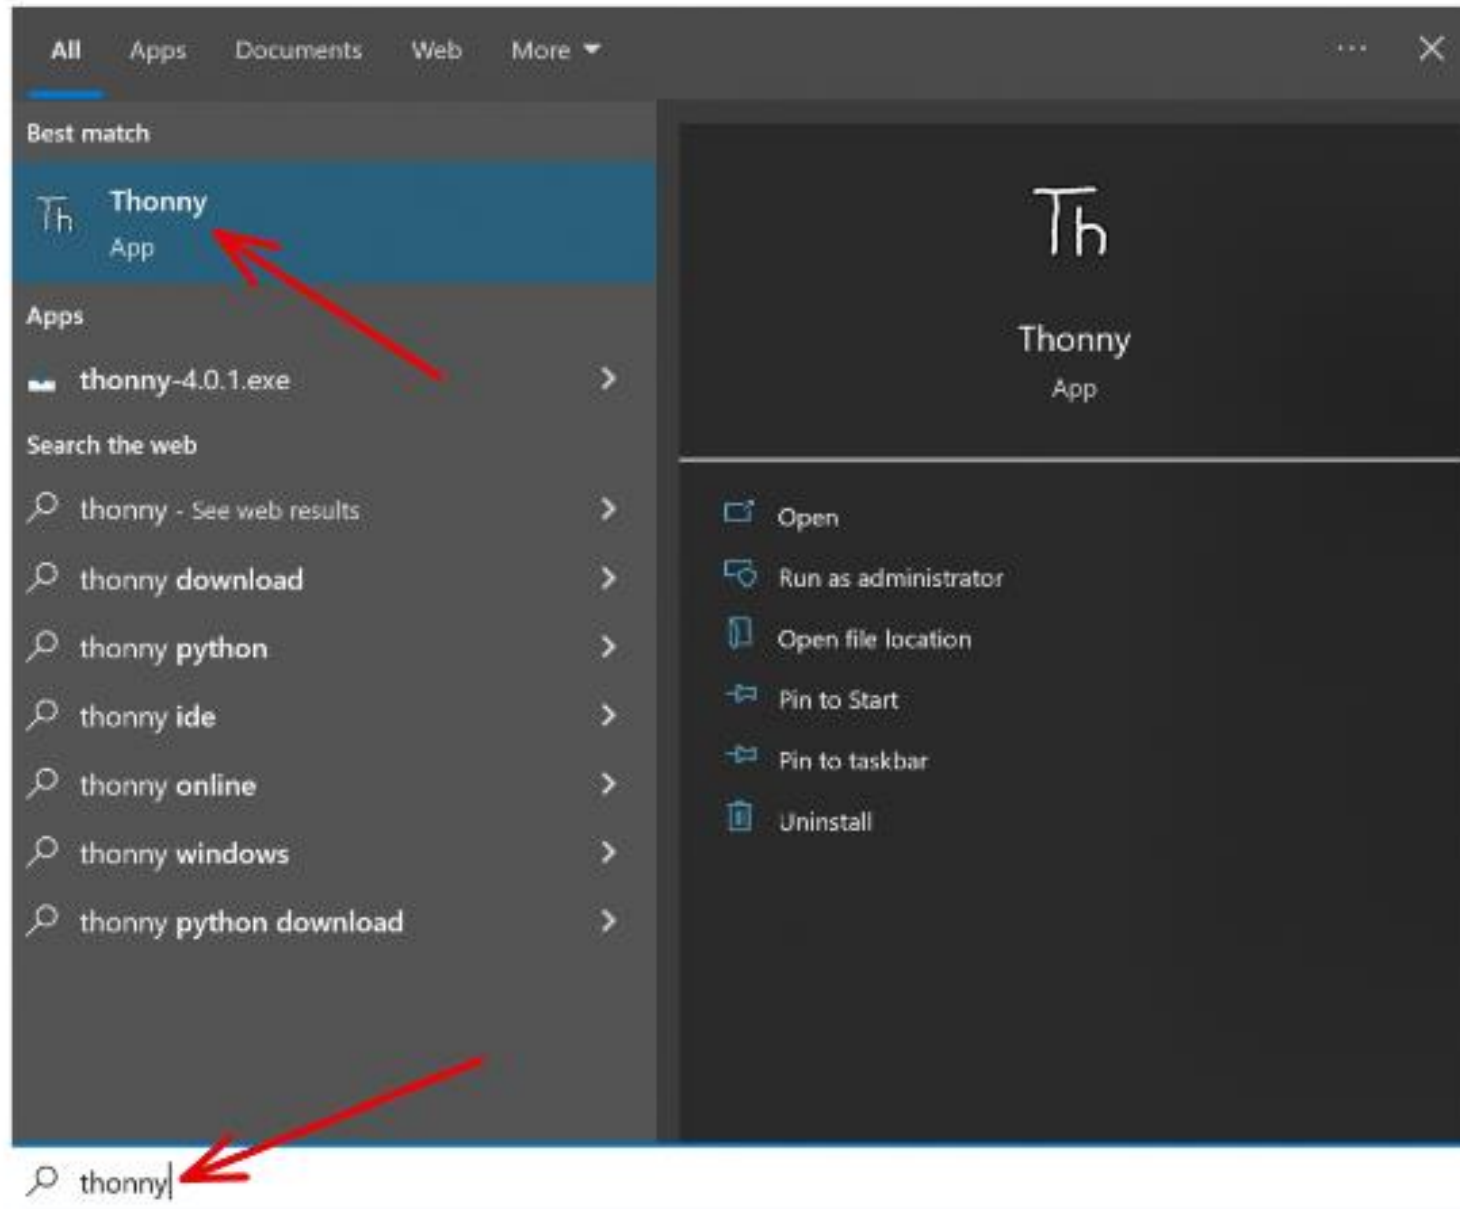 All Apps Documents Web More ...
Best match
Th Thonny
App
Apps
thonny-4.0.1.exe
Search the web
thonny - See web results
thonny download
thonny python
thonny ide
thonny online
thonny windows
thonny python download
Th
Thonny
App
Open
Run as administrator
Open file location
Pin to Start
Pin to taskbar
Uninstall
thonny